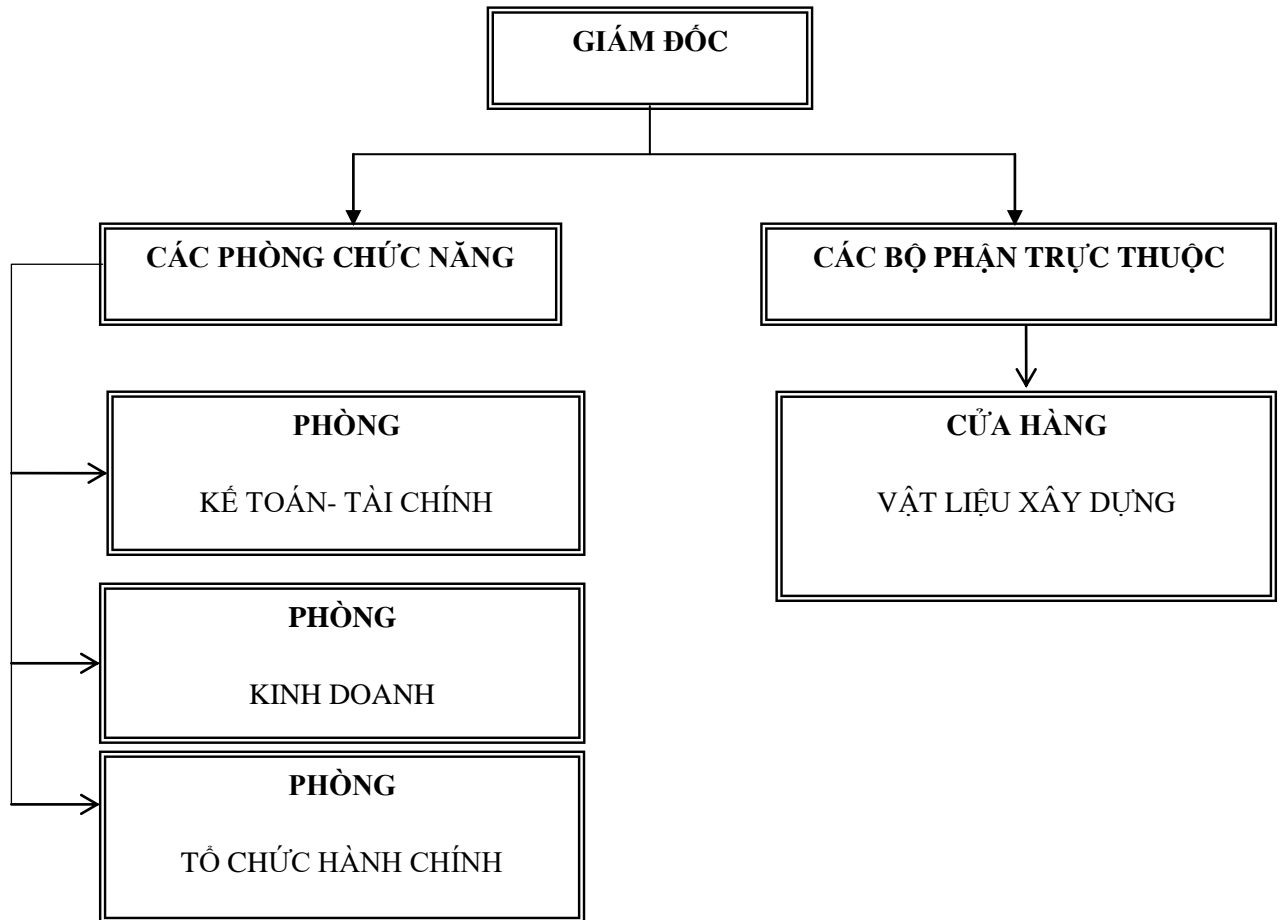 GIÁM ĐỐC
CÁC PHÒNG CHỨC NĂNG
CÁC BỘ PHẬN TRỰC THUỘC
PHÒNG
KẾ TOÁN- TÀI CHÍNH
CỬA HÀNG
VẬT LIỆU XÂY DỰNG
PHÒNG
KINH DOANH
PHÒNG
TỔ CHỨC HÀNH CHÍNH